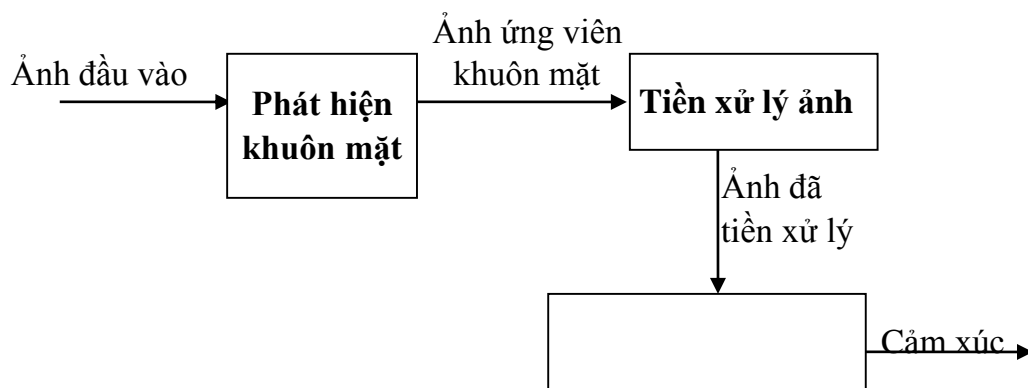 Ảnh đầu vào
Phát hiện
khuôn mặt
Ảnh ứng viên
khuôn mặt
Tiền xử lý ảnh
Ảnh đã
tiền xử lý
Cảm xúc